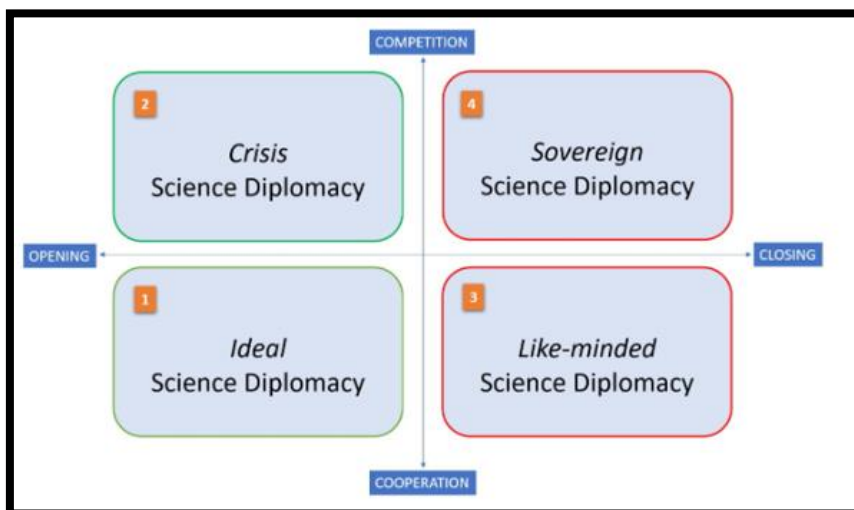 COMPETITION
2
Crisis
Science Diplomacy
4
Sovereign
Science Diplomacy
OPENING
CLOSING
1
Ideal
Science Diplomacy
3
Like-minded
Science Diplomacy
COOPERATION